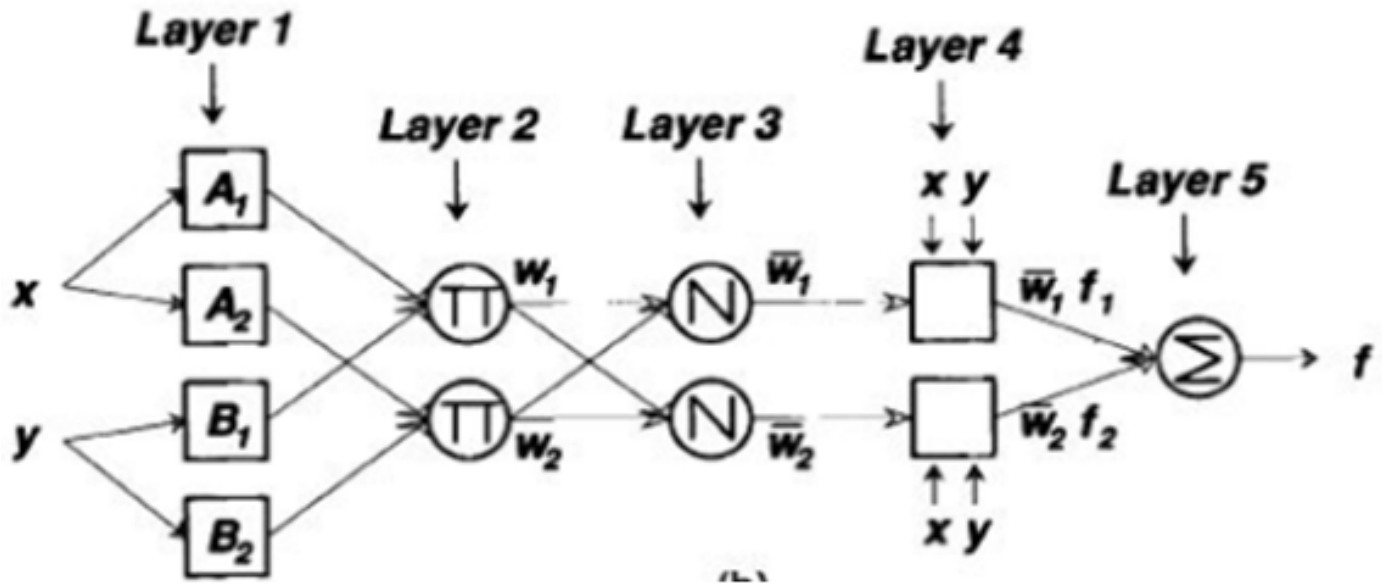 Layer 1
Layer 4
Layer 2
Layer 3
x y
Layer 5
A₁
x
A₂
∏
w₁
N
w̅₁
w̅₁ f₁
∑
f
y
B₁
∏
w₂
N
w̅₂
w̅₂ f₂
B₂
x y